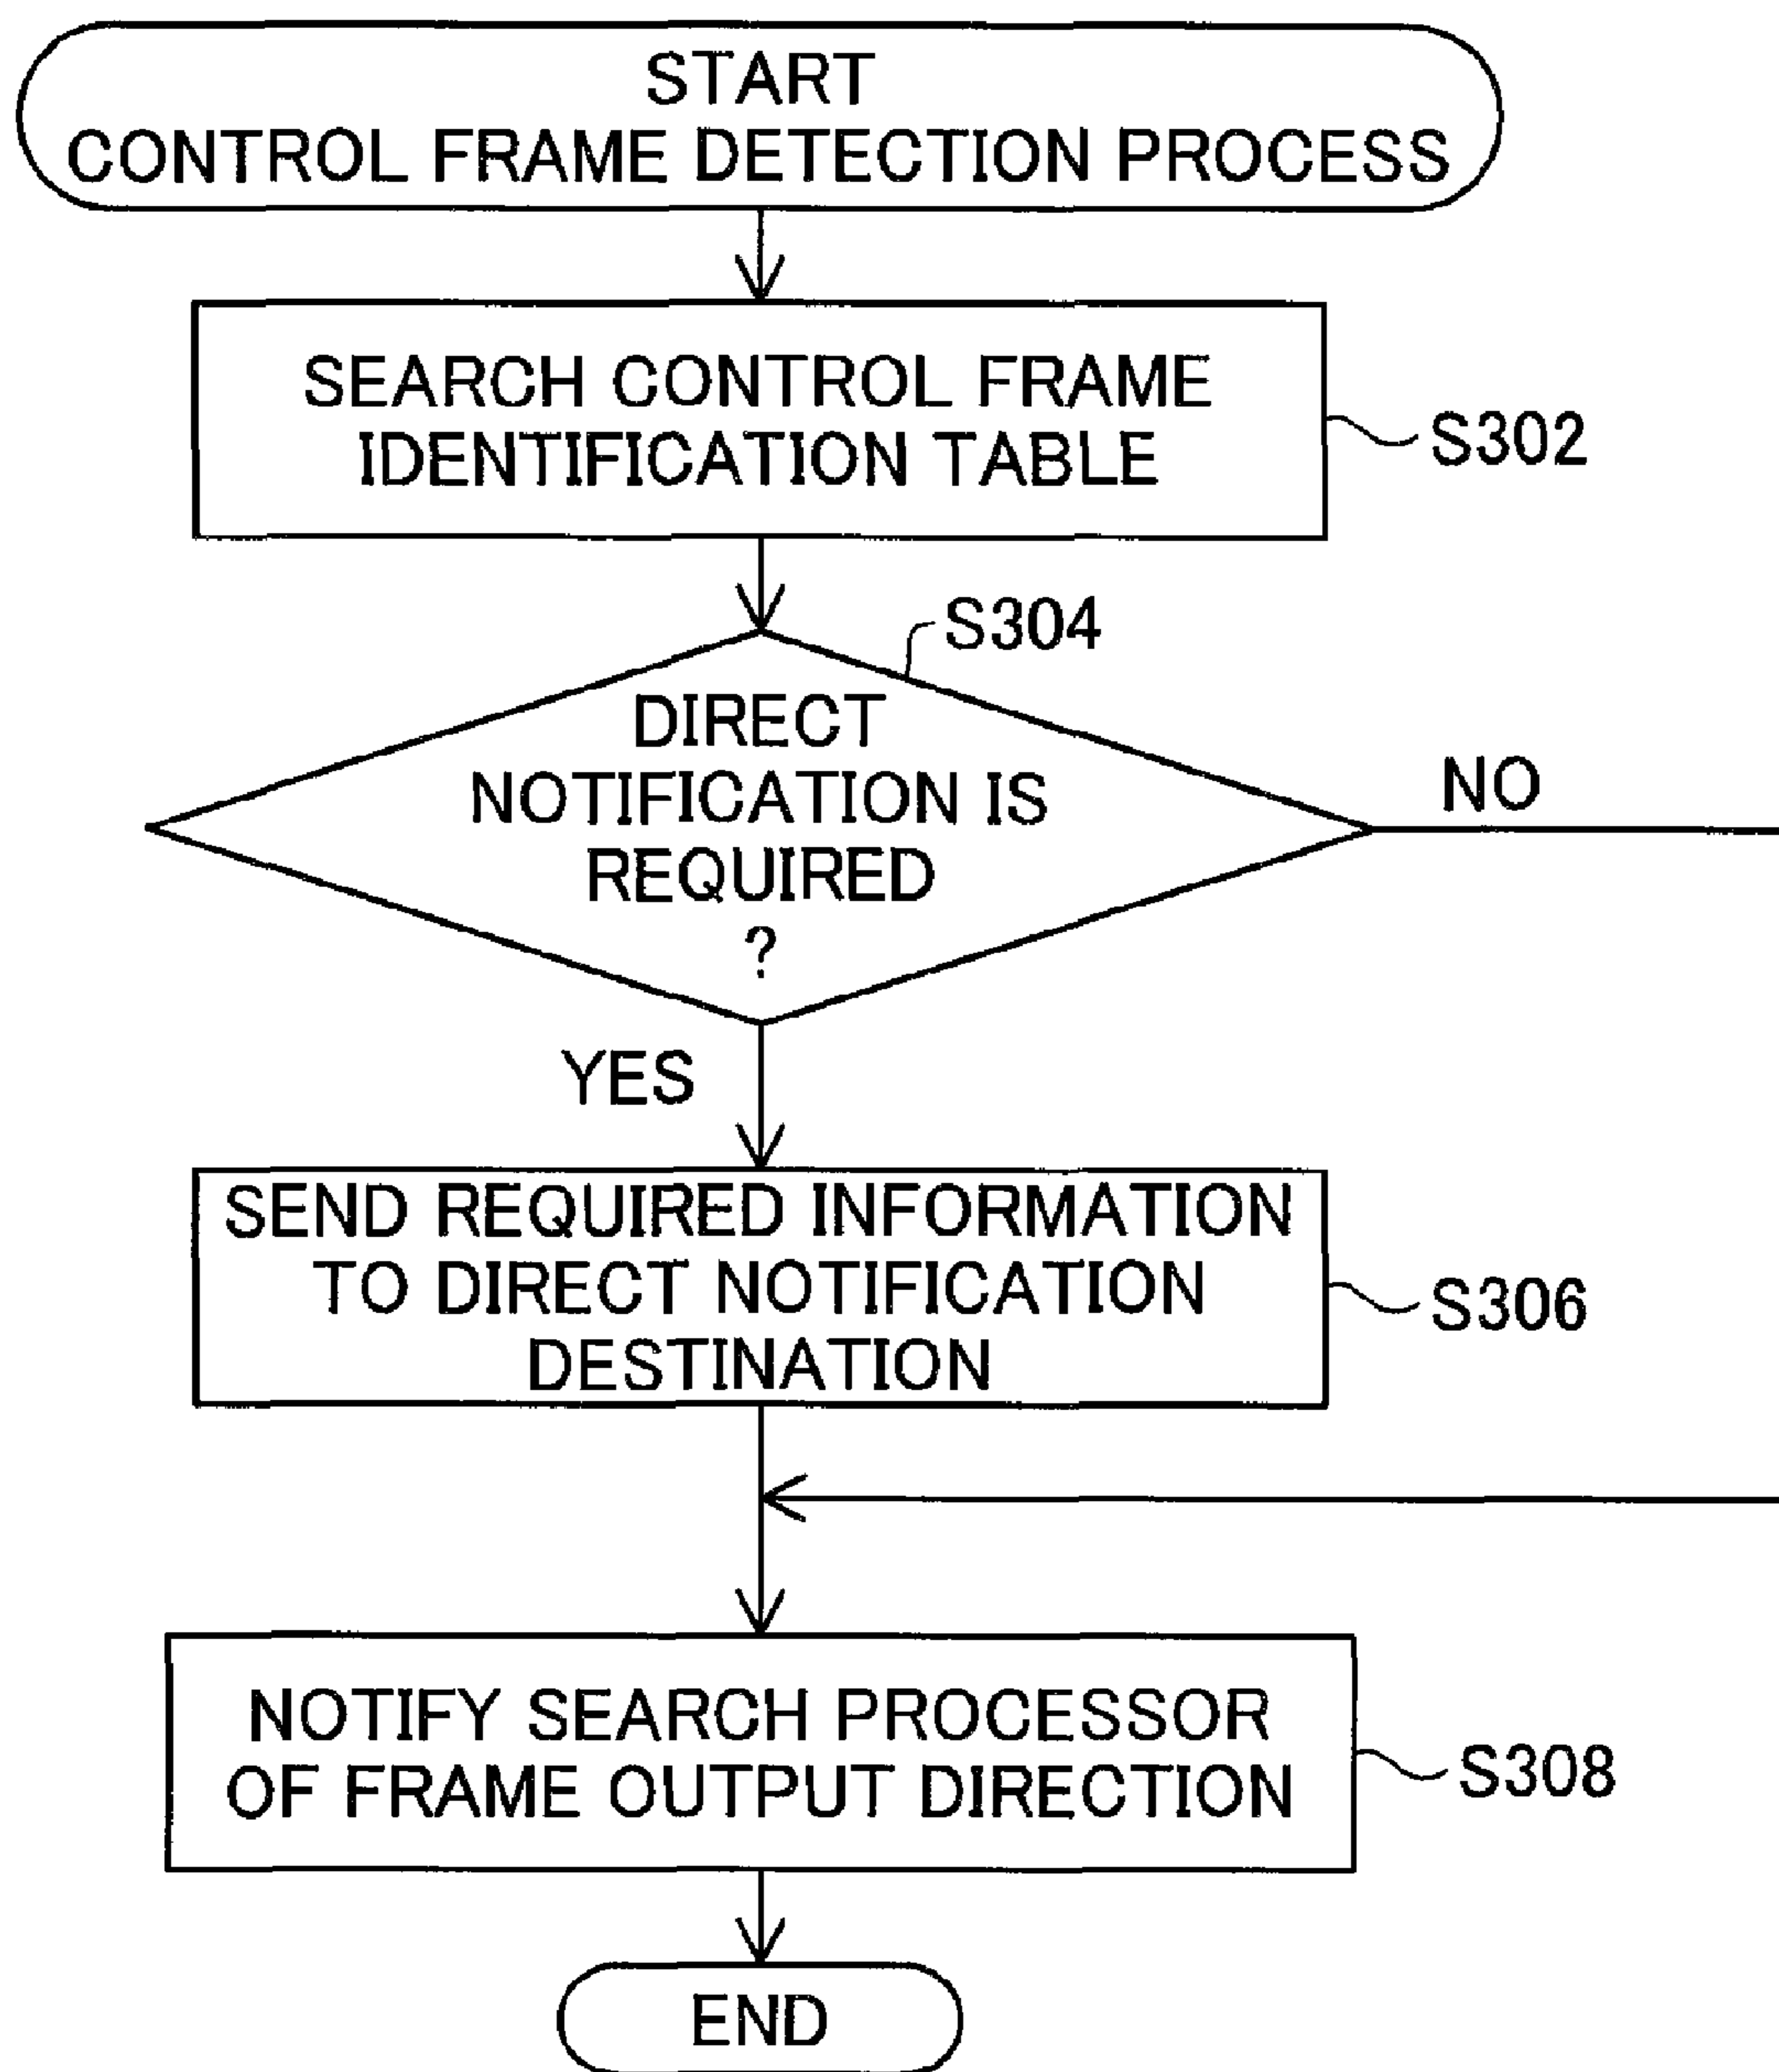 START
CONTROL FRAME DETECTION PROCESS
SEARCH CONTROL FRAME
IDENTIFICATION TABLE
S302
S304
DIRECT
NOTIFICATION IS
REQUIRED
?
NO
YES
SEND REQUIRED INFORMATION
TO DIRECT NOTIFICATION
DESTINATION
S306
NOTIFY SEARCH PROCESSOR
OF FRAME OUTPUT DIRECTION
S308
END